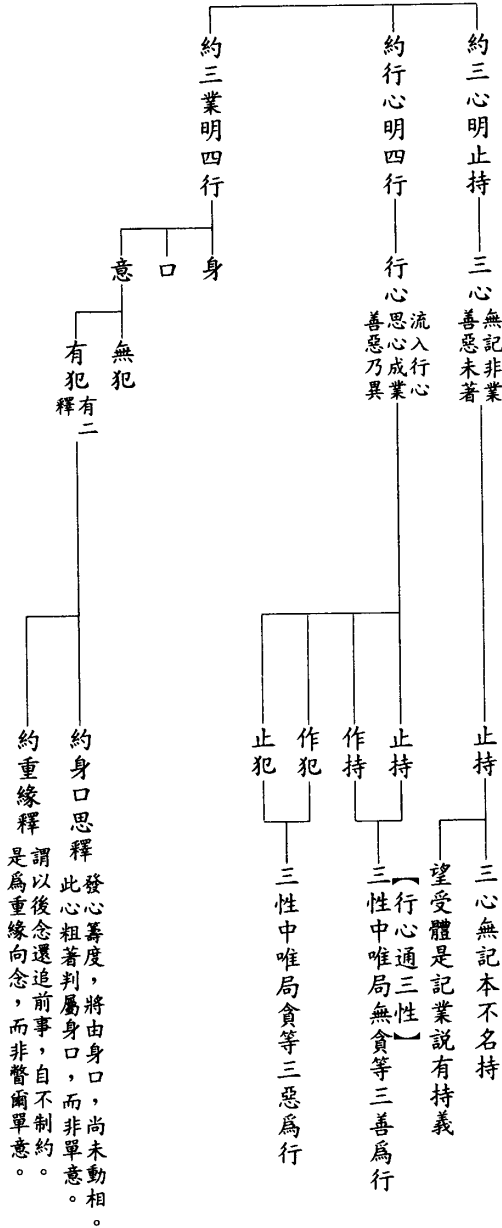 約三心明止持
三心
無記非業
善惡未著
止持
三心無記本不名持
望受體是記業說有持義
約行心明四行
行心
流入行心
思心成業
善惡乃異
止持
作持
【行心通三性】
三性中唯局無貪等三善為行
作犯
止犯
三性中唯局貪等三惡為行
約三業明四行
身
口
意
無犯
有犯
有二
釋
約身口思釋
發心籌度，將由身口，尚未動相。
此心粗著判屬身口，而非單意。
約重緣釋
謂以後念還追前事，自不制約。
是為重緣向念，而非瞥爾單意。